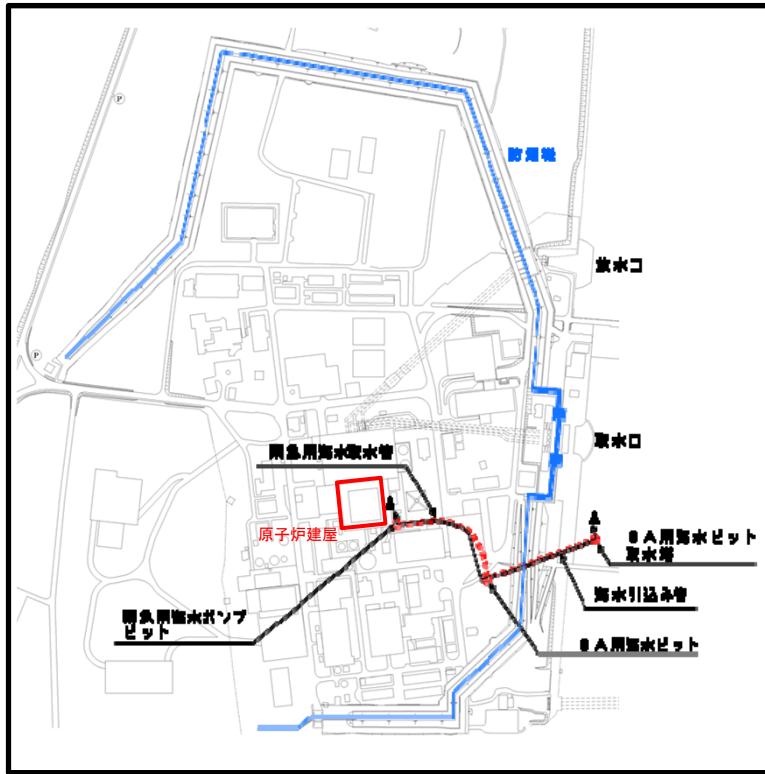 P
防潮堤
放水口
P
取水口
緊急用海水取水管
A
A
原子炉建屋
SA用海水ピット
取水塔
海水引込み管
緊急用海水ポンプ
ピット
SA用海水ピット